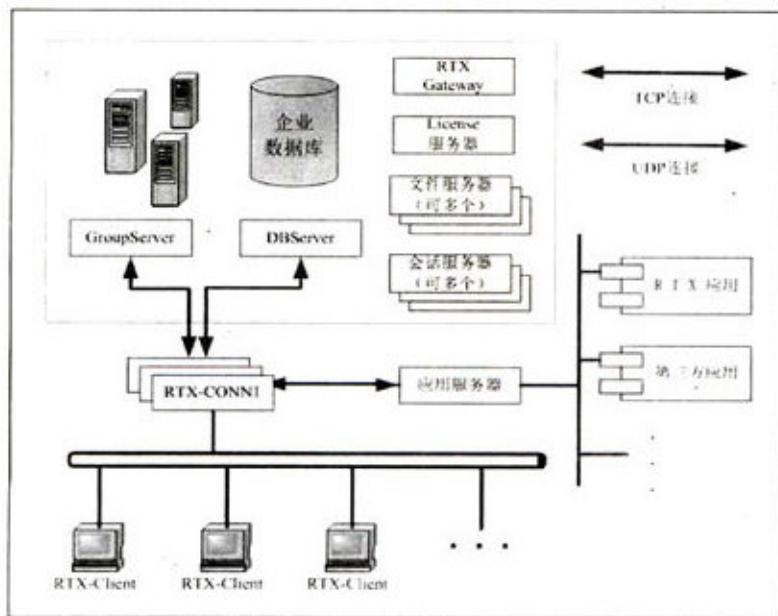 RTX
Gateway
TCP连接
企业
数据库
License
服务器
UDP连接
文件服务器
(可多个)
GroupServer
DBServer
会话服务器
(可多个)
RTX 应用
RTX-CONN1
应用服务器
第三方应用
RTX-Client
RTX-Client
RTX-Client